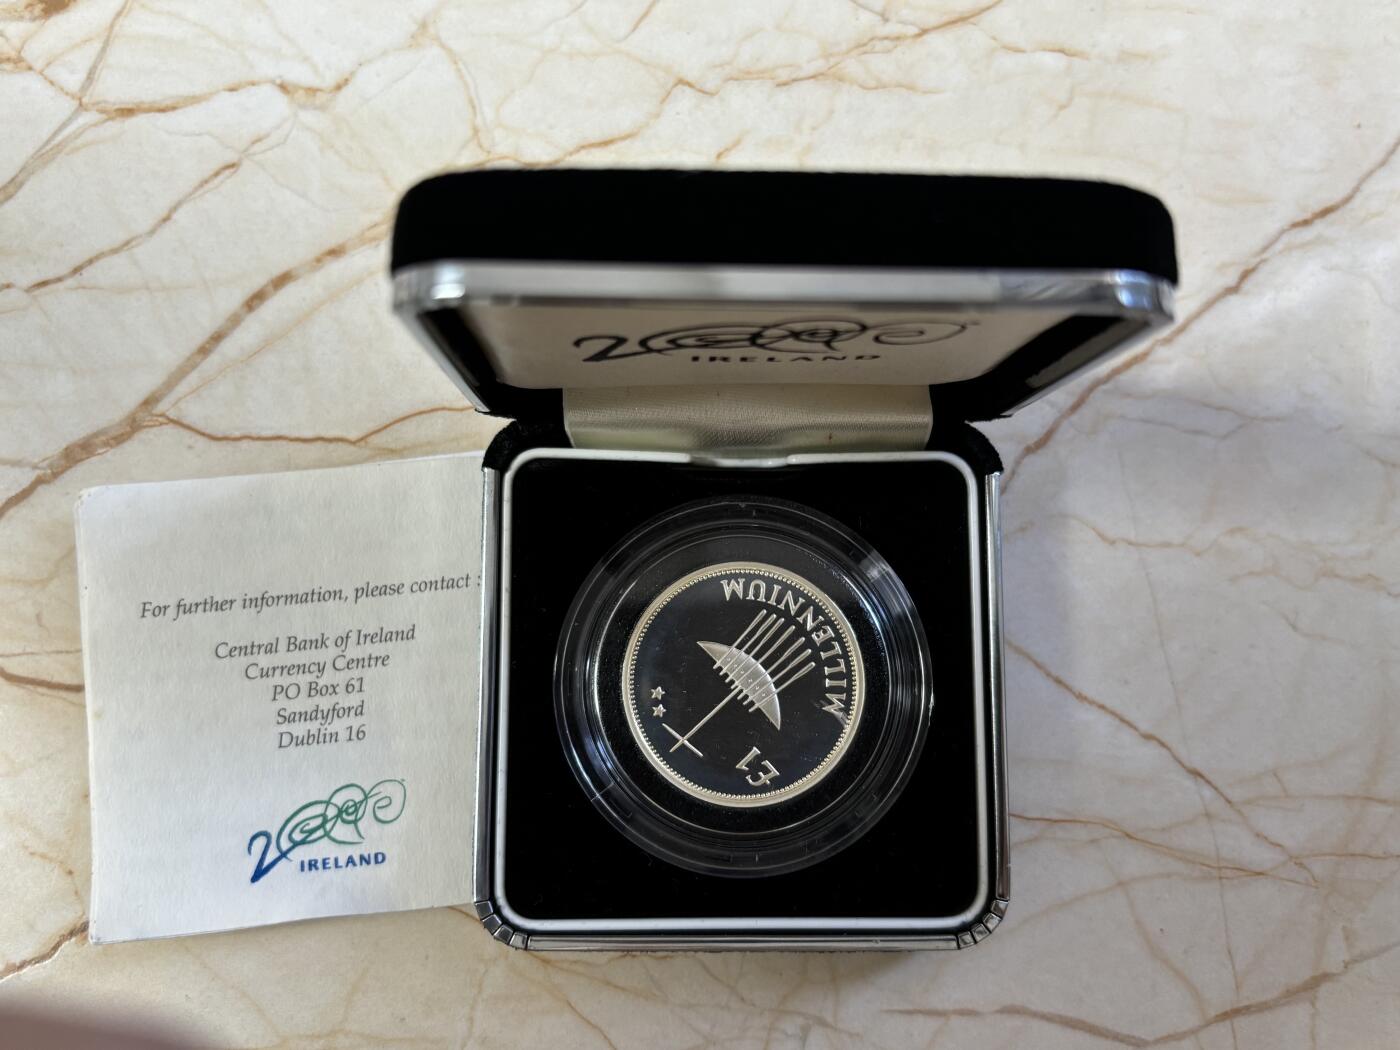 2000
IRELAND
For further information, please contact :
Central Bank of Ireland
Currency Centre
PO Box 61
Sandyford
Dublin 16
2000
IRELAND
MILLENNIUM
£1